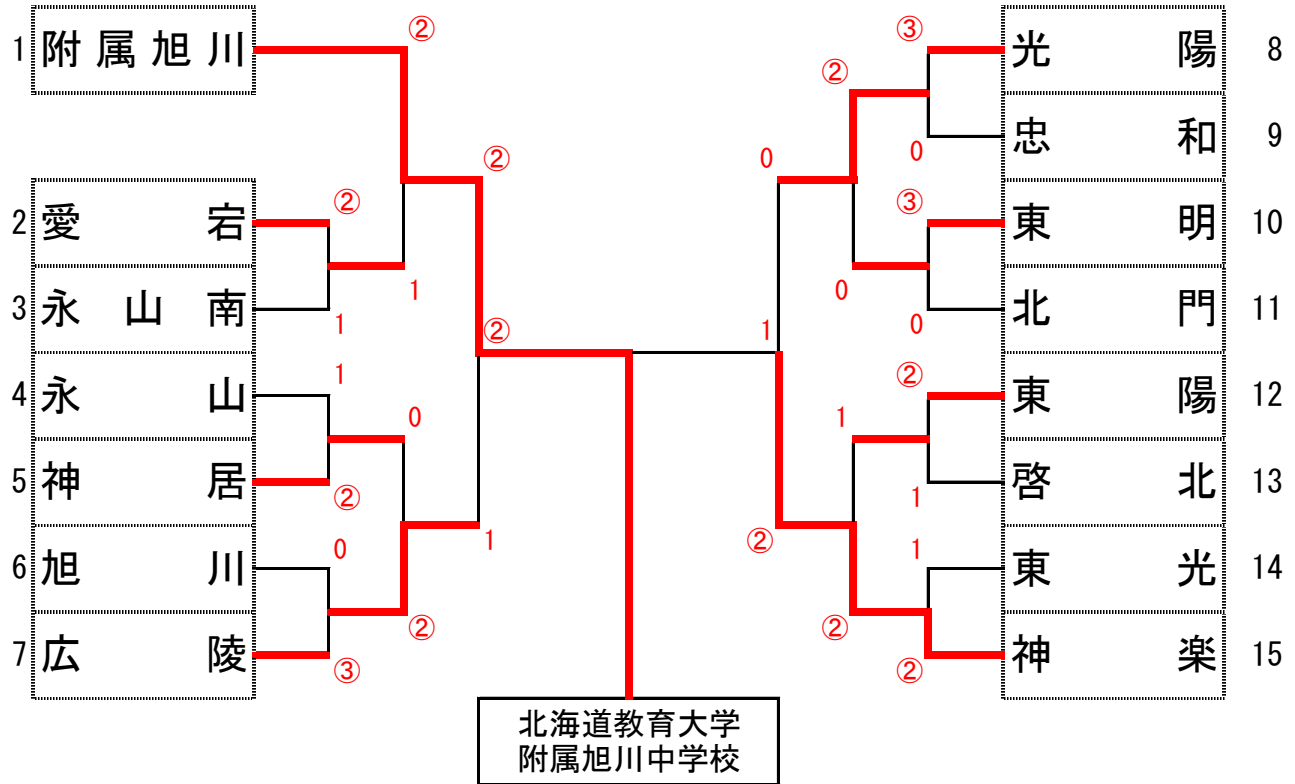 1 附属旭川 ②
2 愛宕 ②
②
3 永山南 1
1
4 永山 1
0
5 神居 ②
6 旭川 0
②
7 広陵 ③
1
②
③ 光陽 8
②
0 忠和 9
0
③ 東明 10
0
0 北門 11
② 東陽 12
1
1 啓北 13
1 東光 14
②
② 神楽 15
②
1
北海道教育大学
附属旭川中学校